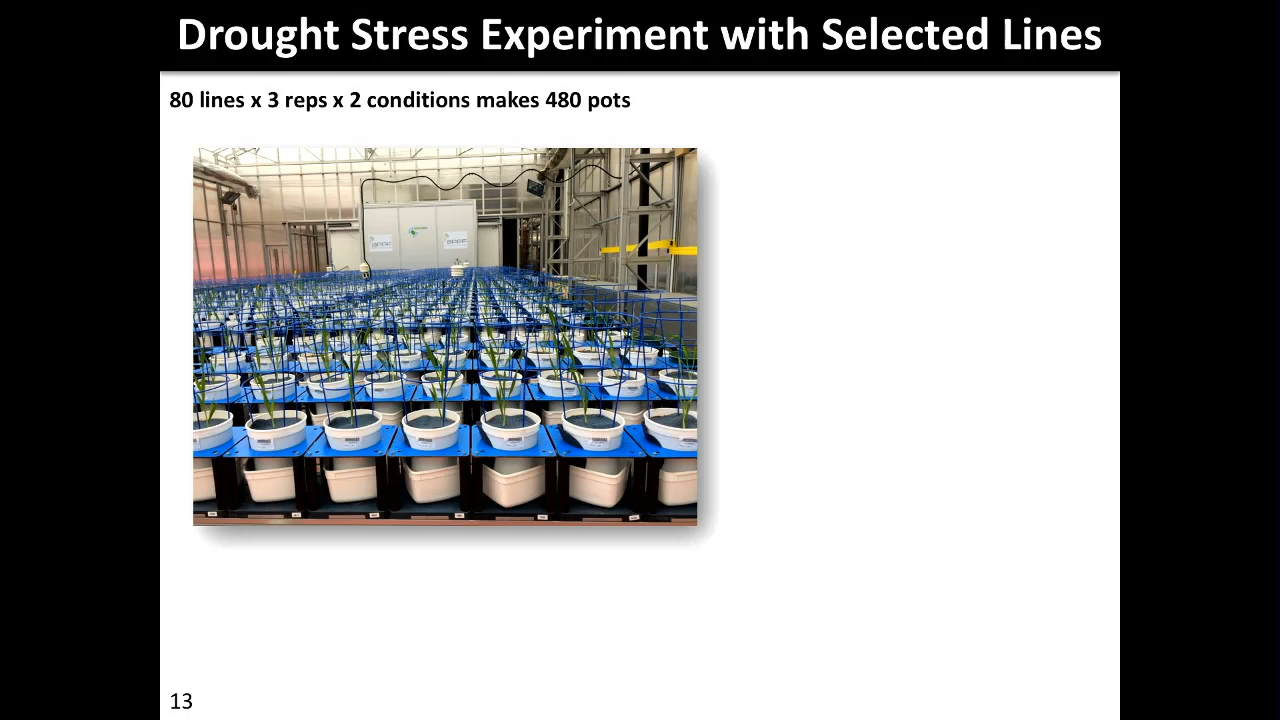 Drought Stress Experiment with Selected Lines
80 lines x 3 reps x 2 conditions makes 480 pots
13